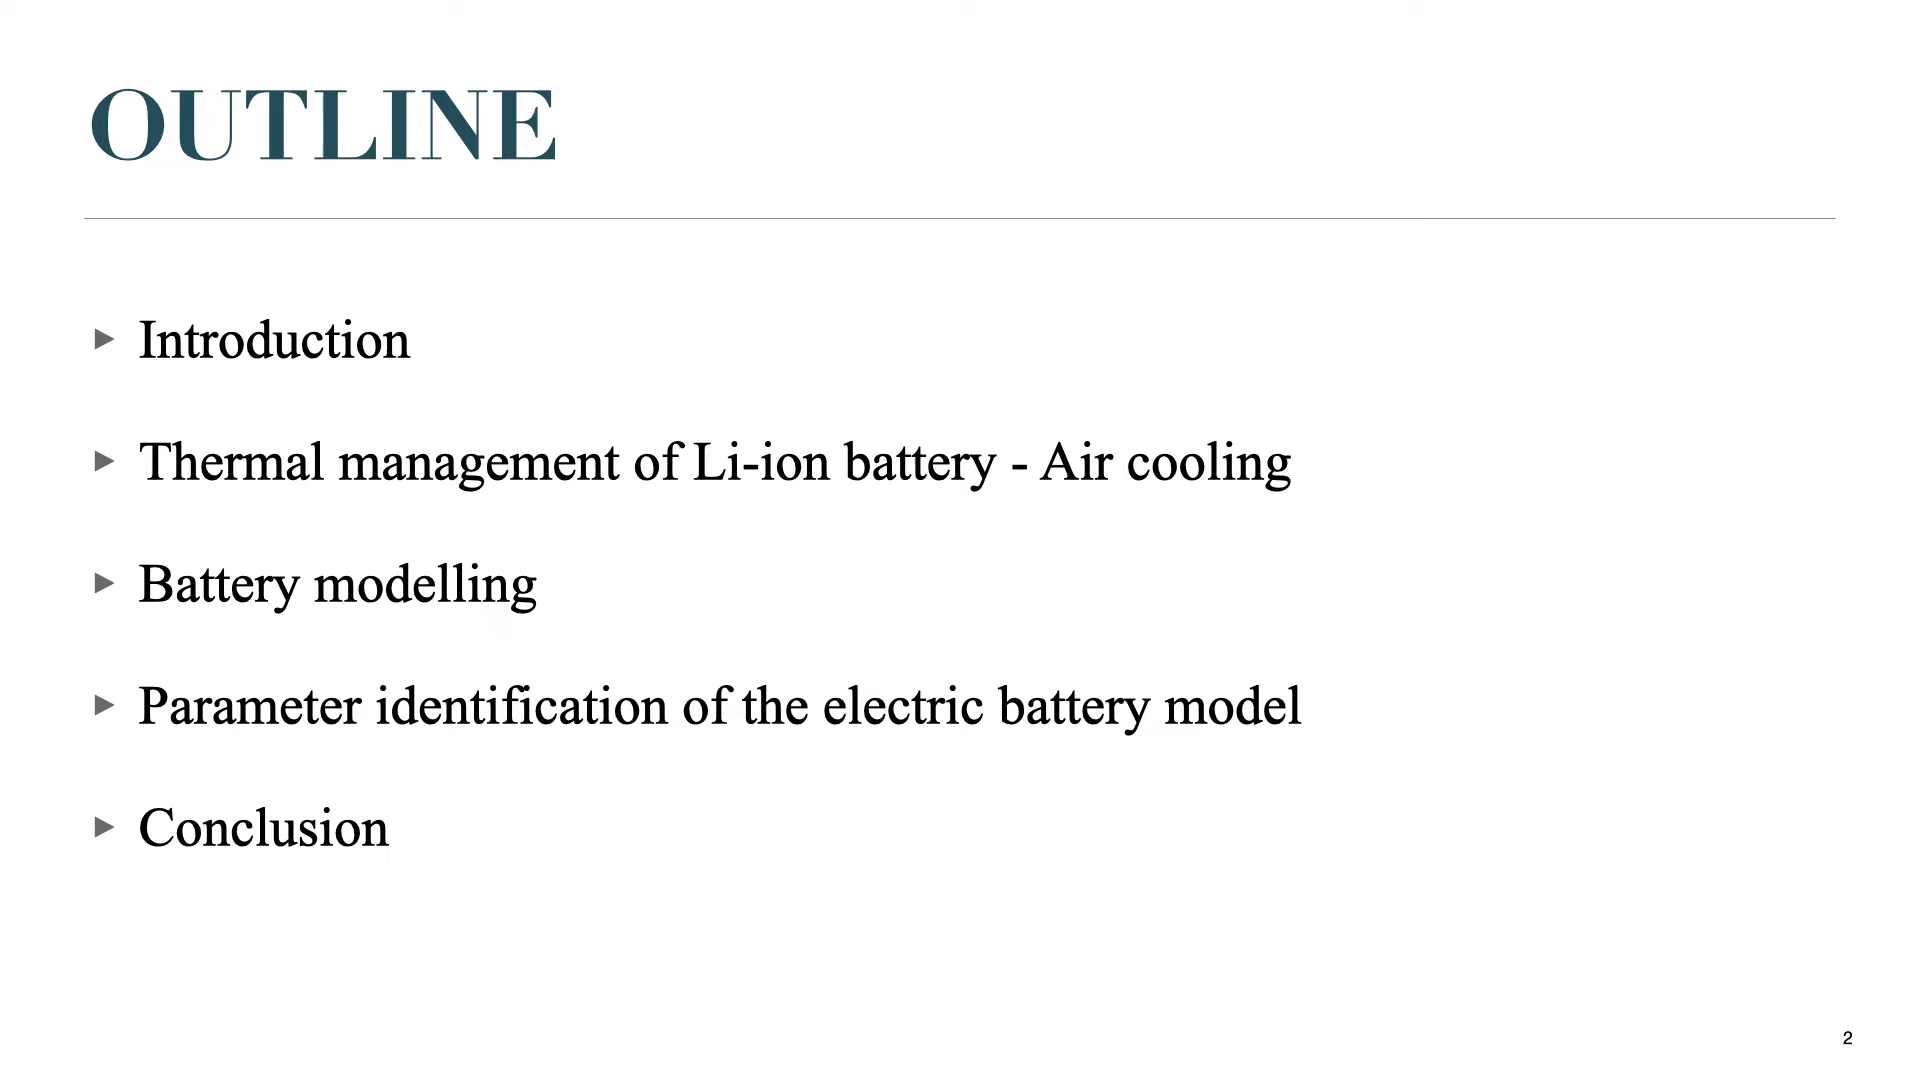 OUTLINE
Introduction
Thermal management of Li-ion battery - Air cooling
Battery modelling
Parameter identification of the electric battery model
Conclusion
2